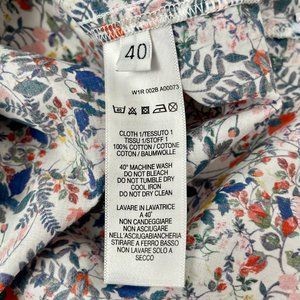 40
W1R 002B A00073
CLOTH 1/TESSUTO 1
TISSU 1/STOFF 1
100% COTTON / COTONE
COTON / BAUMWOLLE
40° MACHINE WASH
DO NOT BLEACH
DO NOT TUMBLE DRY
COOL IRON
DO NOT DRY CLEAN
LAVARE IN LAVATRICE
A 40°
NON CANDEGGIARE
NON ASCIUGARE
NELL'ASCIUGABIANCHERIA
STIRARE A FERRO BASSO
NON LAVARE SOLO A
SECCO